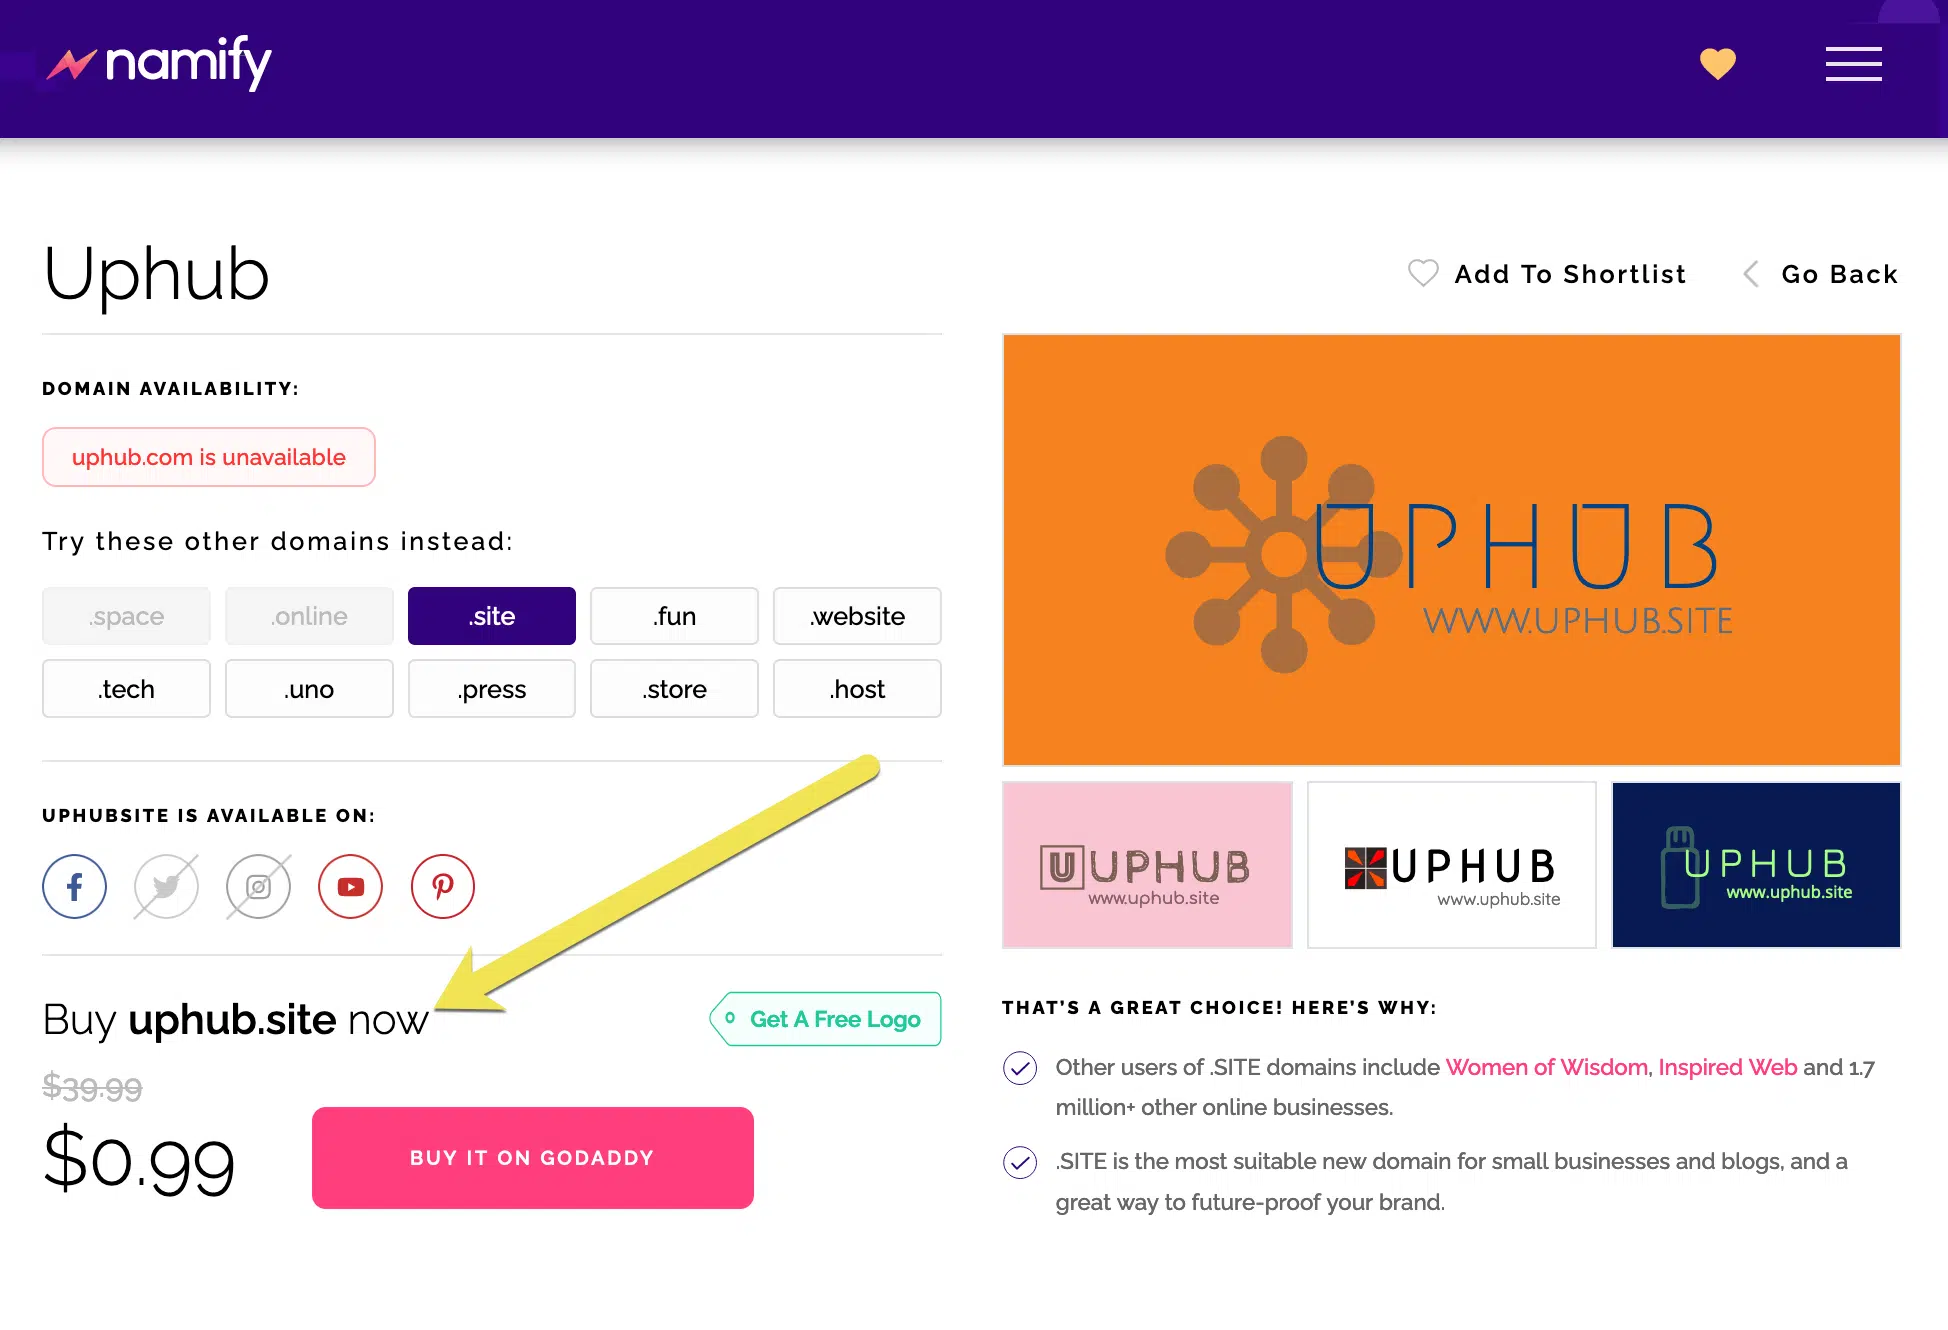 namify
Uphub
Add To Shortlist
Go Back
DOMAIN AVAILABILITY:
uphub.com is unavailable
Try these other domains instead:
.space
.online
.site
.fun
.website
.tech
.uno
.press
.store
.host
UPHUBSITE IS AVAILABLE ON:
Buy uphub.site now
Get A Free Logo
$39.99
$0.99
BUY IT ON GODADDY
UPHUB
WWW.UPHUB.SITE
U UPHUB
www.uphub.site
UPHUB
www.uphub.site
UPHUB
www.uphub.site
THAT'S A GREAT CHOICE! HERE'S WHY:
Other users of .SITE domains include Women of Wisdom, Inspired Web and 1.7
million+ other online businesses.
.SITE is the most suitable new domain for small businesses and blogs, and a
great way to future-proof your brand.